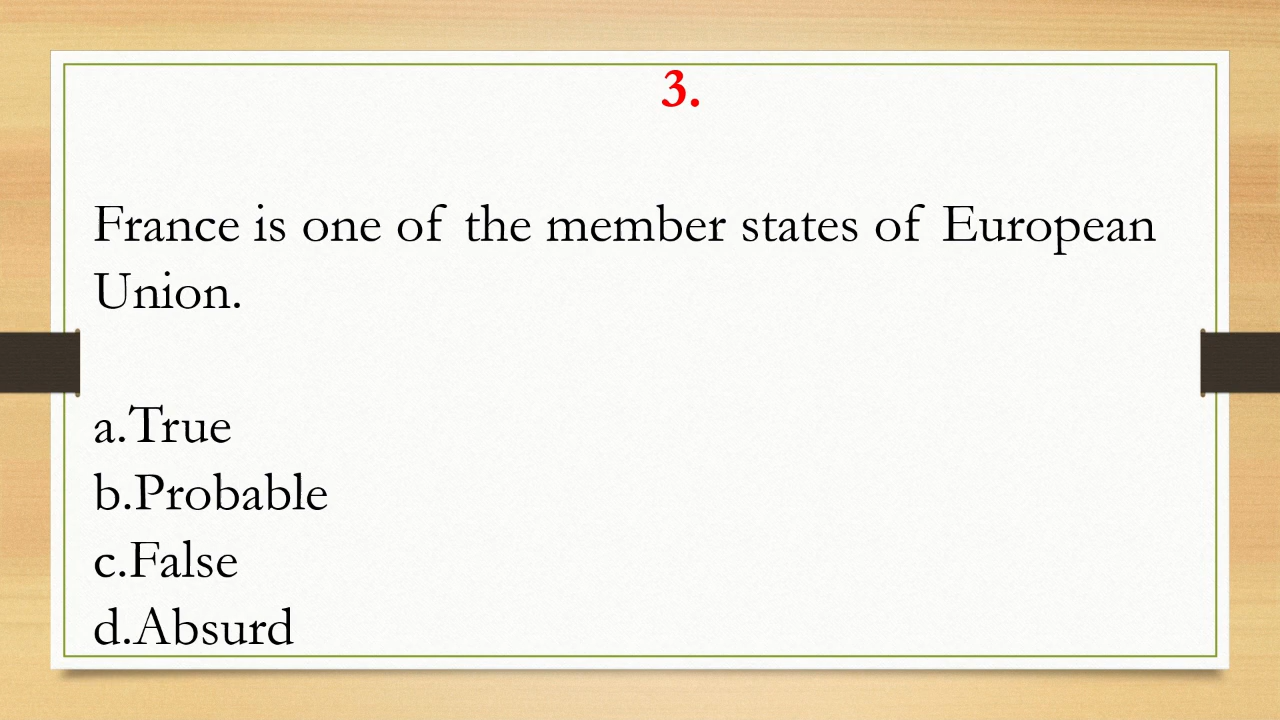 3.
France is one of the member states of European
Union.
a.True
b.Probable
c.False
d.Absurd